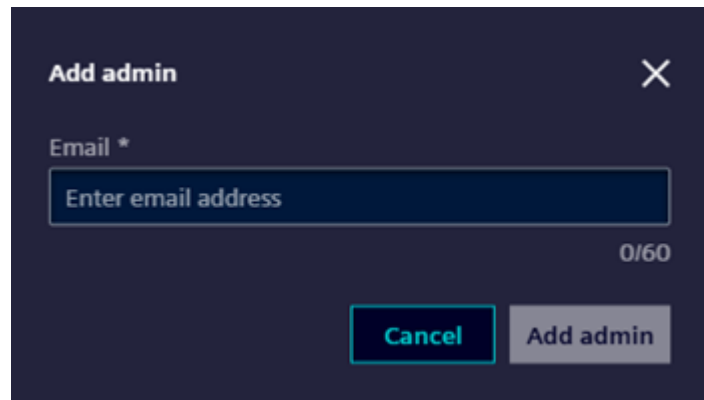 Add admin
Email *
Enter email address
0/60
Cancel
Add admin